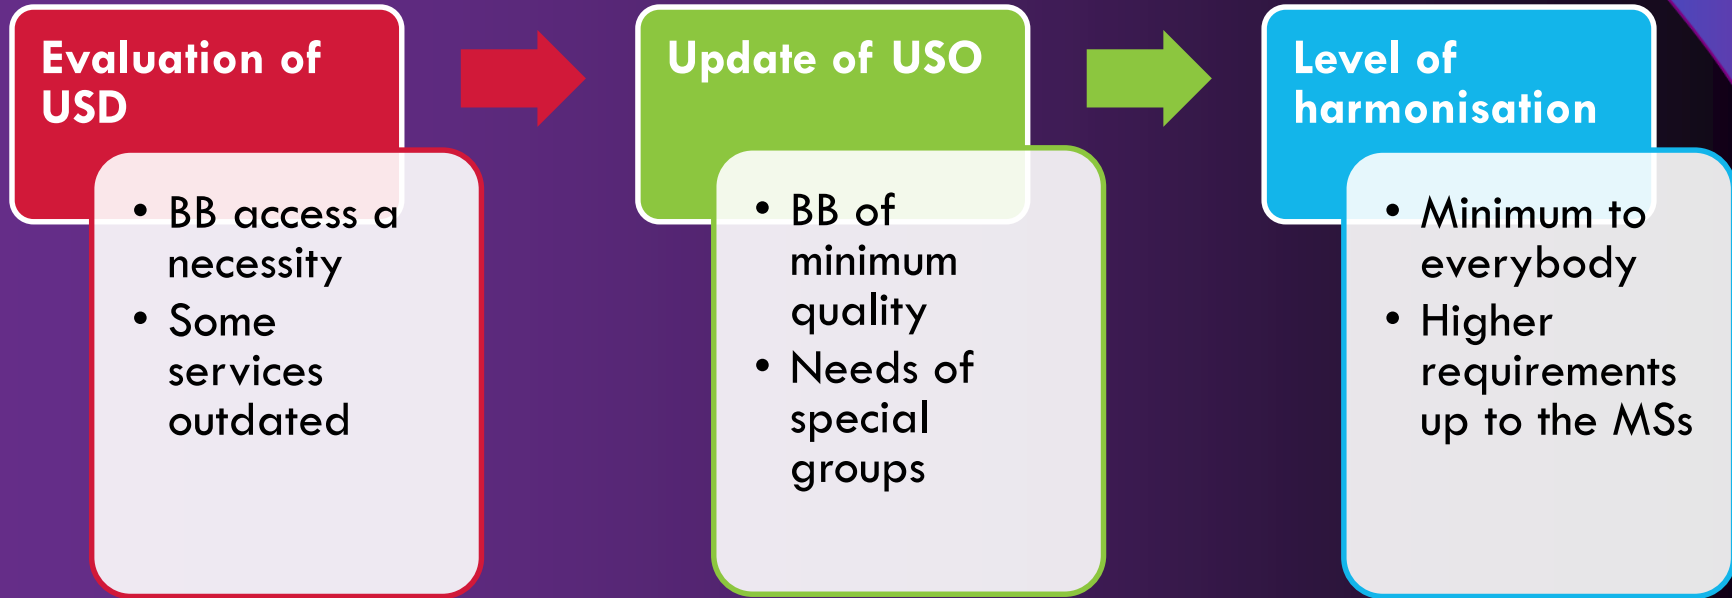 Evaluation of
USD
• BB access a
necessity
• Some
services
outdated
Update of USO
• BB of
minimum
quality
• Needs of
special
groups
Level of
harmonisation
• Minimum to
everybody
• Higher
requirements
up to the MSs